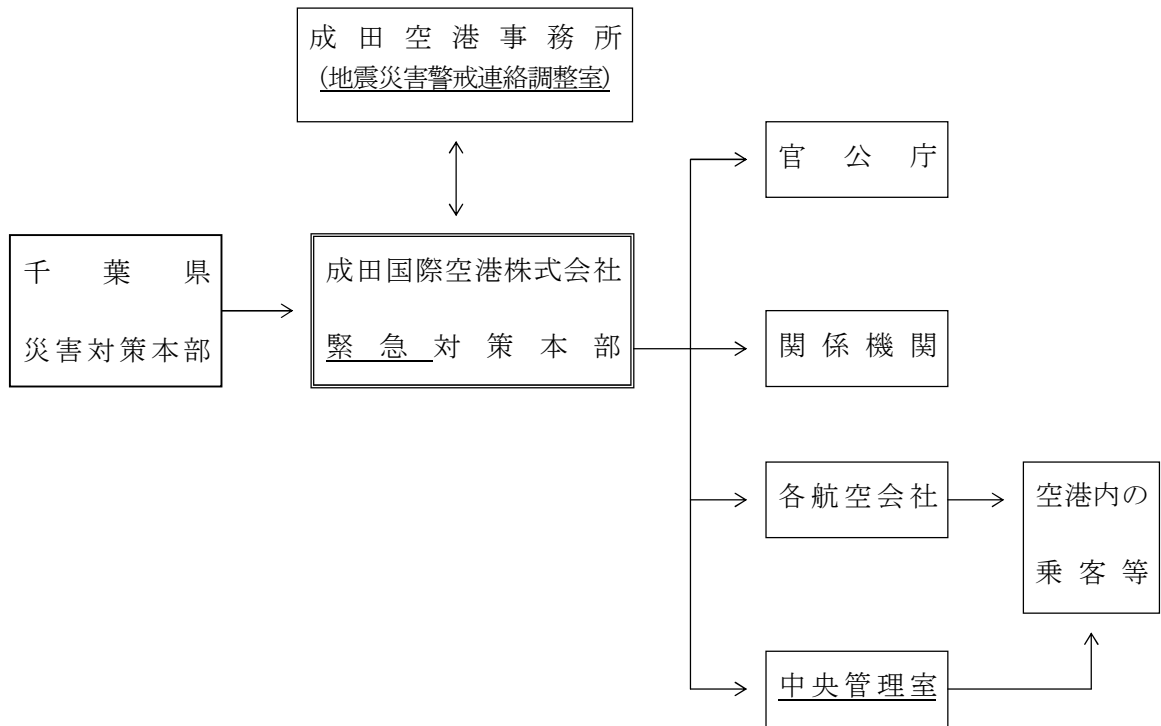 成田空港事務所
(地震災害警戒連絡調整室)
官公庁
千葉県
災害対策本部
成田国際空港株式会社
緊急対策本部
関係機関
各航空会社
空港内の
乗客等
中央管理室